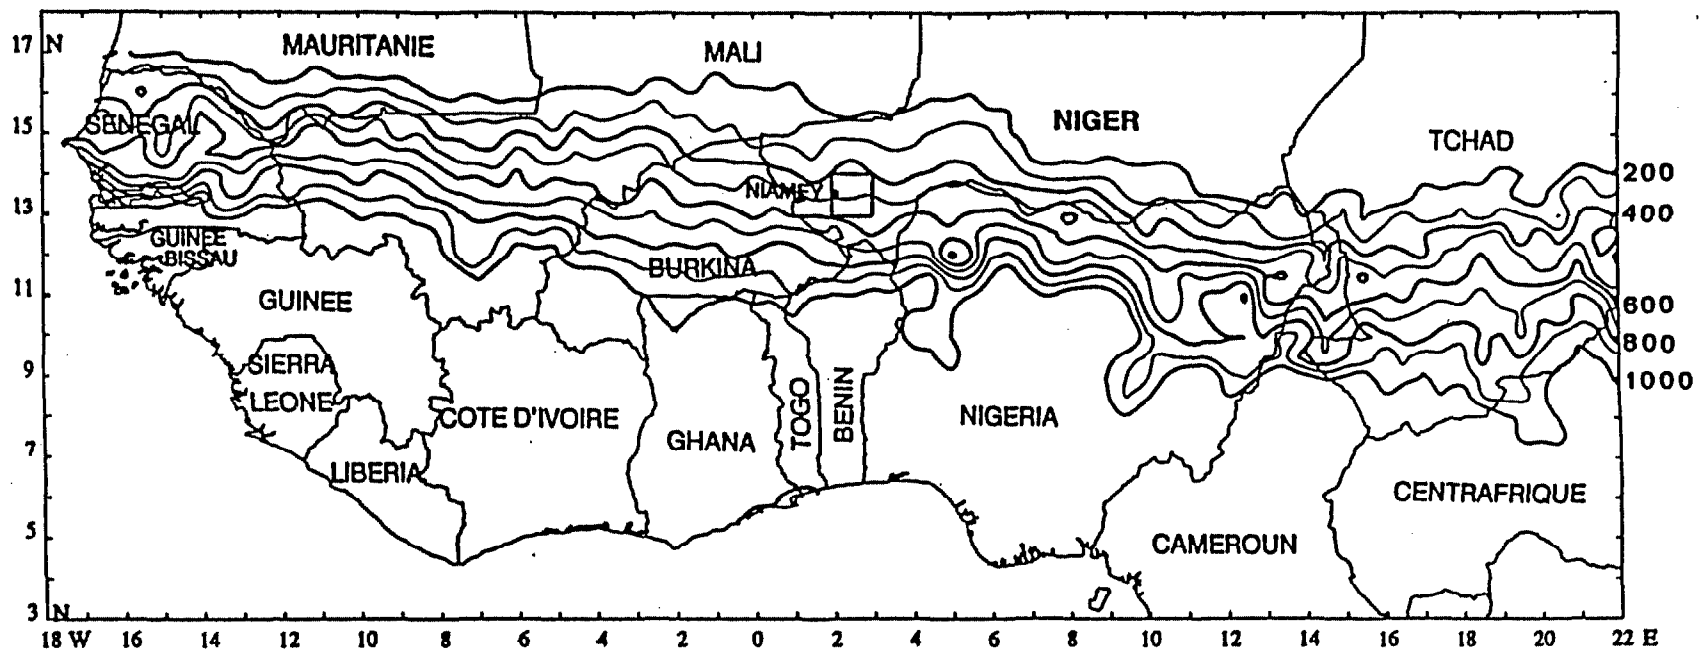 17 N
MAURITANIE
MALI
NIGER
15
SENEGAL
TCHAD
200
NIAMEY
13
400
GUINEE
BISSAU
BURKINA
11
GUINEE
600
9
SIERRA
LEONE
800
1000
COTE D'IVOIRE
GHANA
TOGO
BENIN
NIGERIA
7
LIBERIA
CENTRAFRIQUE
5
CAMEROUN
3 N
18 W 16 14 12 10 8 6 4 2 0 2 4 6 8 10 12 14 16 18 20 22 E